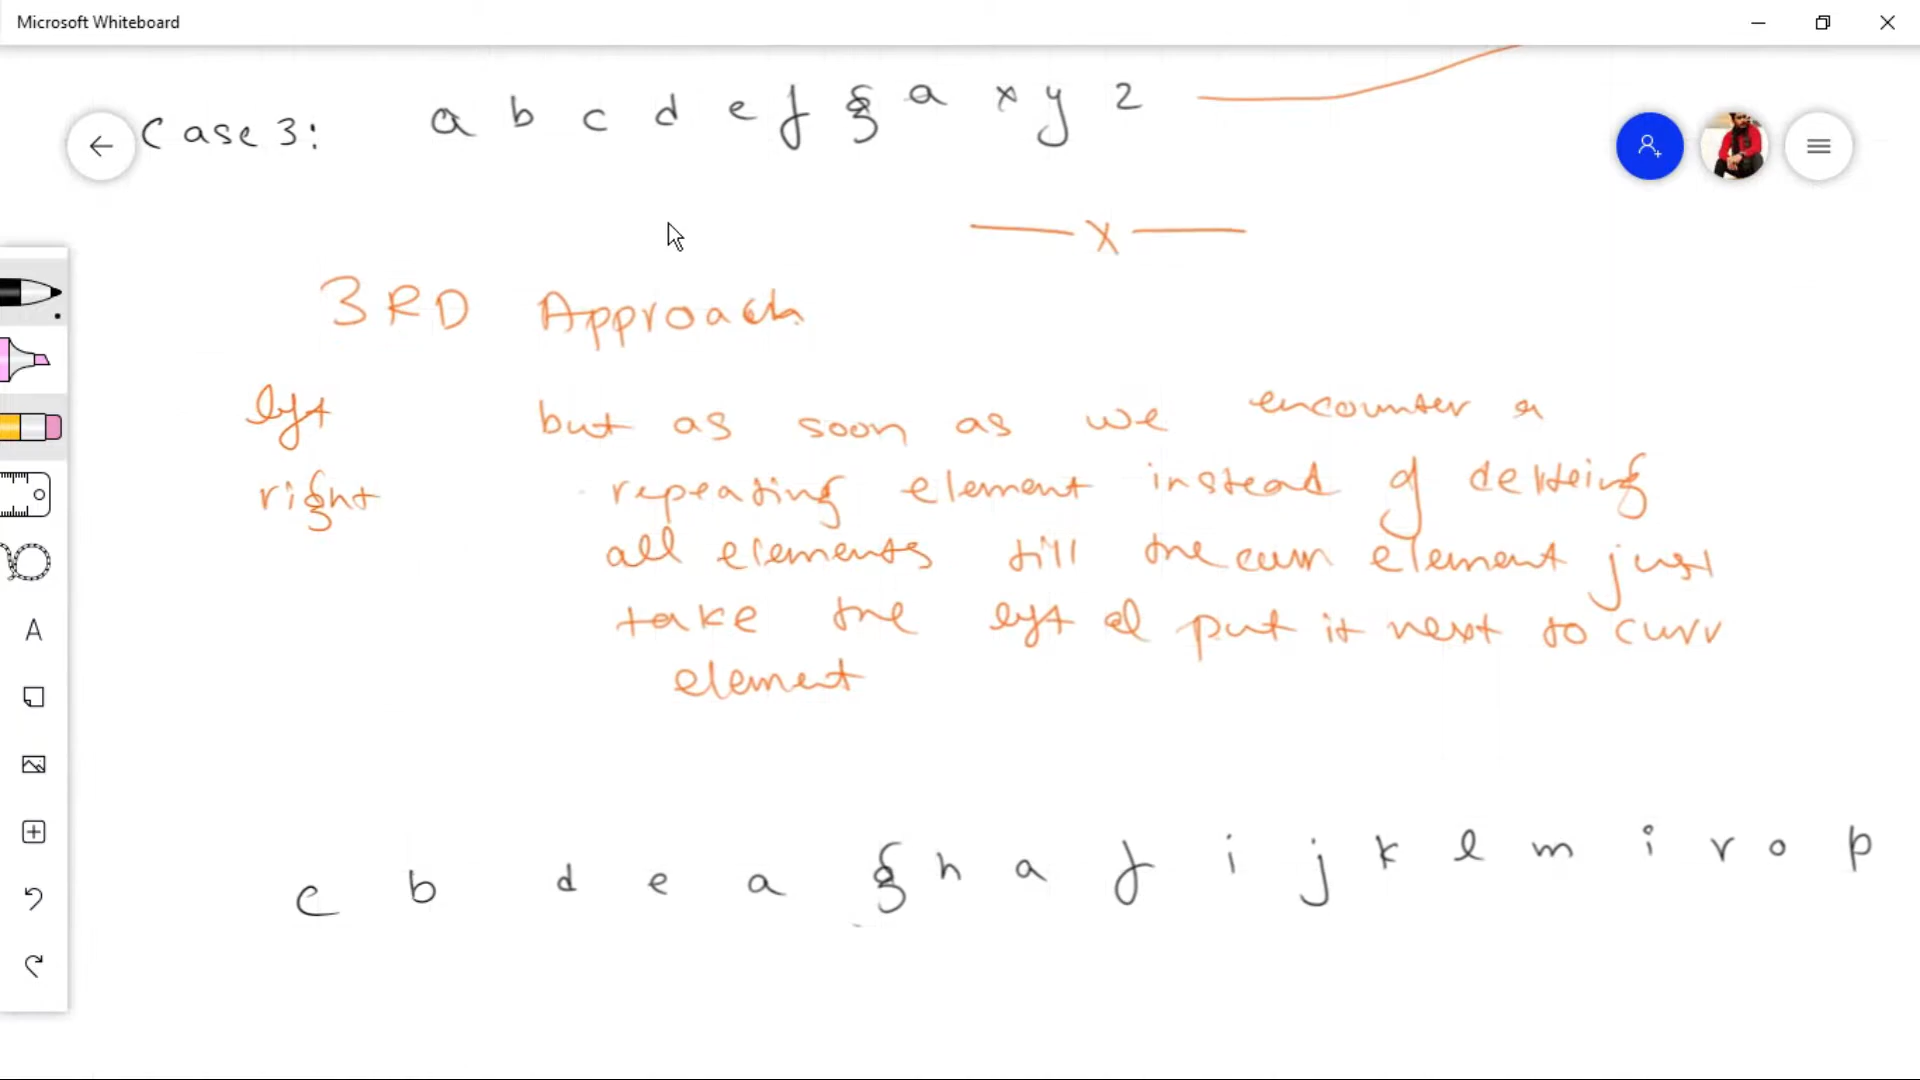 Microsoft Whiteboard
Case 3: a b c d e f g a x y z
x
3RD Approach
left but as soon as we encounter a
right repeating element instead of deleteing
all elements till the curr element just
take the left & put it next to curr
element
c b d e a g h a f i j k l m i r o p
A